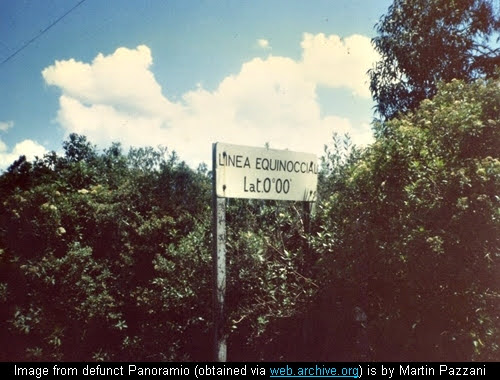 LINEA EQUINOCCIAL
Lat.0°00'
Image from defunct Panoramio (obtained via web.archive.org) is by Martin Pazzani